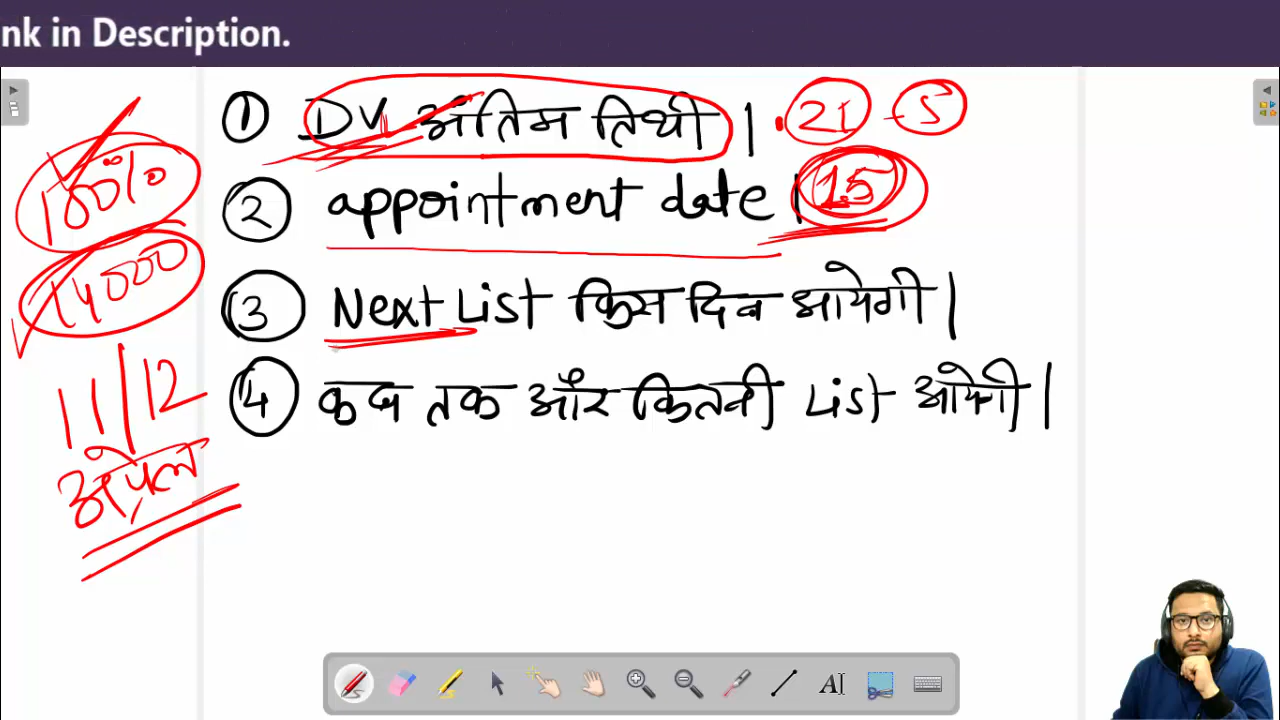 nk in Description.
① DV अंतिम तिथी | 21 - 5
② appointment date | 15
③ Next List किस दिन आयेगी |
④ कब तक और कितनी List आयेगी |
100%
14000
11 | 12
अप्रैल